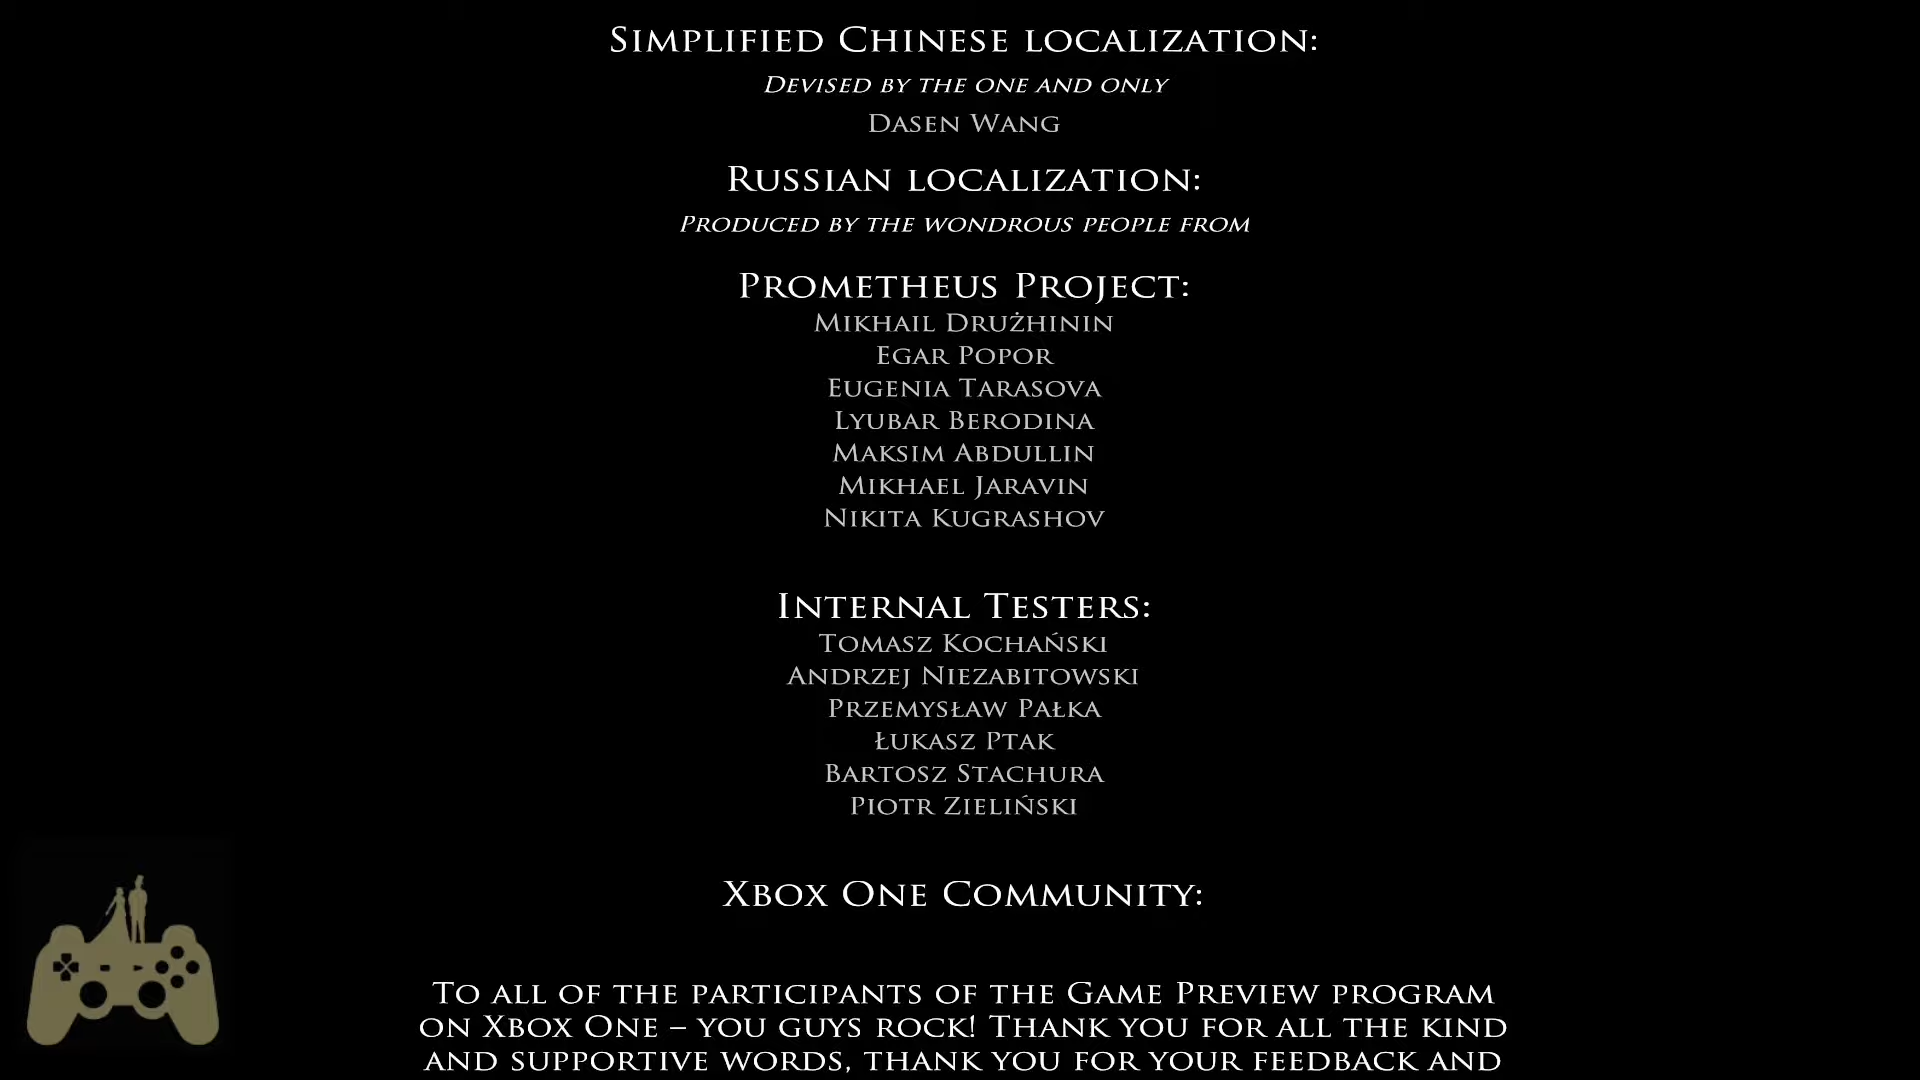 Simplified Chinese localization:
Devised by the one and only
Dasen Wang
Russian localization:
Produced by the wondrous people from
Prometheus Project:
Mikhail Drużhinin
Egar Popor
Eugenia Tarasova
Lyubar Berodina
Maksim Abdullin
Mikhael Jaravin
Nikita Kugrashov
Internal Testers:
Tomasz Kochański
Andrzej Niezabitowski
Przemysław Pałka
Łukasz Ptak
Bartosz Stachura
Piotr Zieliński
Xbox One Community:
To all of the participants of the Game Preview program
on Xbox One – you guys rock! Thank you for all the kind
and supportive words, thank you for your feedback and